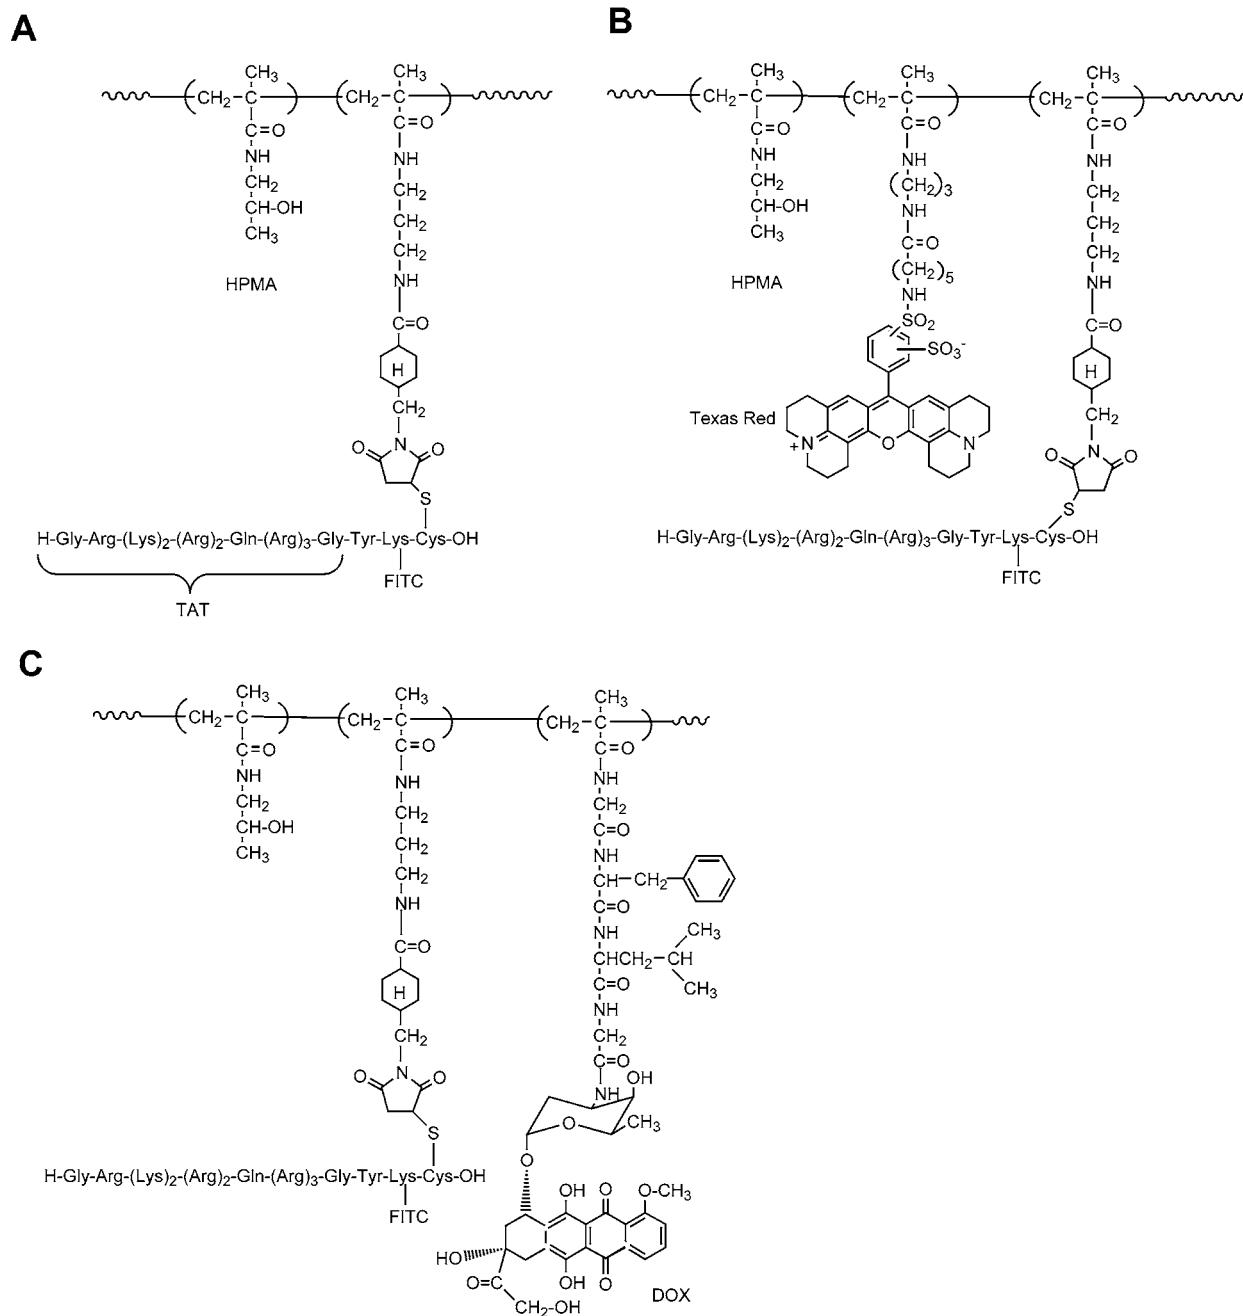 A
CH3 CH3
CH2-C CH2-C
C=O C=O
NH NH
CH2 CH2
CH-OH CH2
CH3 CH2
HPMA NH
C=O
H
CH2
N
O O
S
H-Gly-Arg-(Lys)2-(Arg)2-Gln-(Arg)3-Gly-Tyr-Lys-Cys-OH
FITC
TAT
B
CH3 CH3 CH3
CH2-C CH2-C CH2-C
C=O C=O C=O
NH NH NH
CH2 (CH2)3 CH2
CH-OH NH CH2
CH3 C=O CH2
HPMA (CH2)5 NH
NH
SO2 C=O
SO3-
H
CH2
Texas Red
N+ O N
N
O O
S
H-Gly-Arg-(Lys)2-(Arg)2-Gln-(Arg)3-Gly-Tyr-Lys-Cys-OH
FITC
C
CH3 CH3 CH3
CH2-C CH2-C CH2-C
C=O C=O C=O
NH NH NH
CH2 CH2 CH2
CH-OH CH2 C=O
CH3 CH2 NH
NH CH-CH2
C=O
NH CH3
C=O CHCH2-CH
C=O CH3
H NH
CH2 CH2
C=O
N OH
O O NH
O CH3
S
O
H-Gly-Arg-(Lys)2-(Arg)2-Gln-(Arg)3-Gly-Tyr-Lys-Cys-OH
FITC
OH O O-CH3
HO
O OH O
CH2-OH
DOX